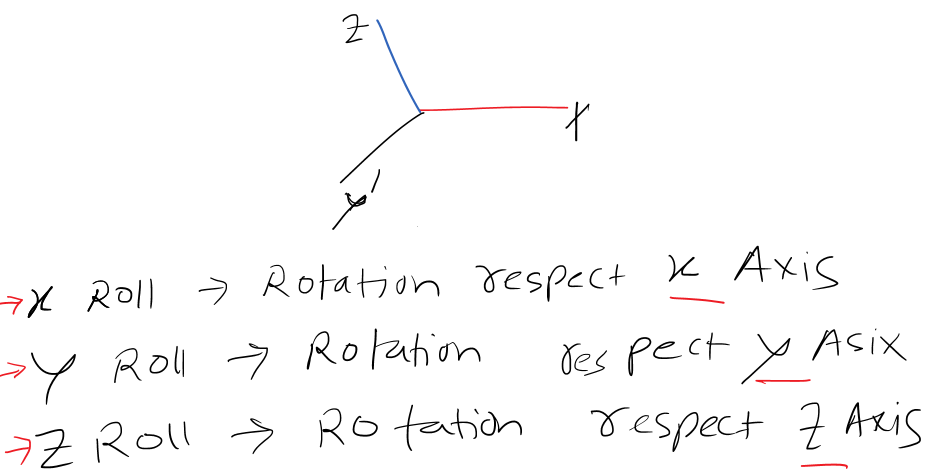 Z
X
Y
→ x Roll → Rotation respect x Axis
→ Y Roll → Rotation respect y Asix
→ Z Roll → Rotation respect Z Axis